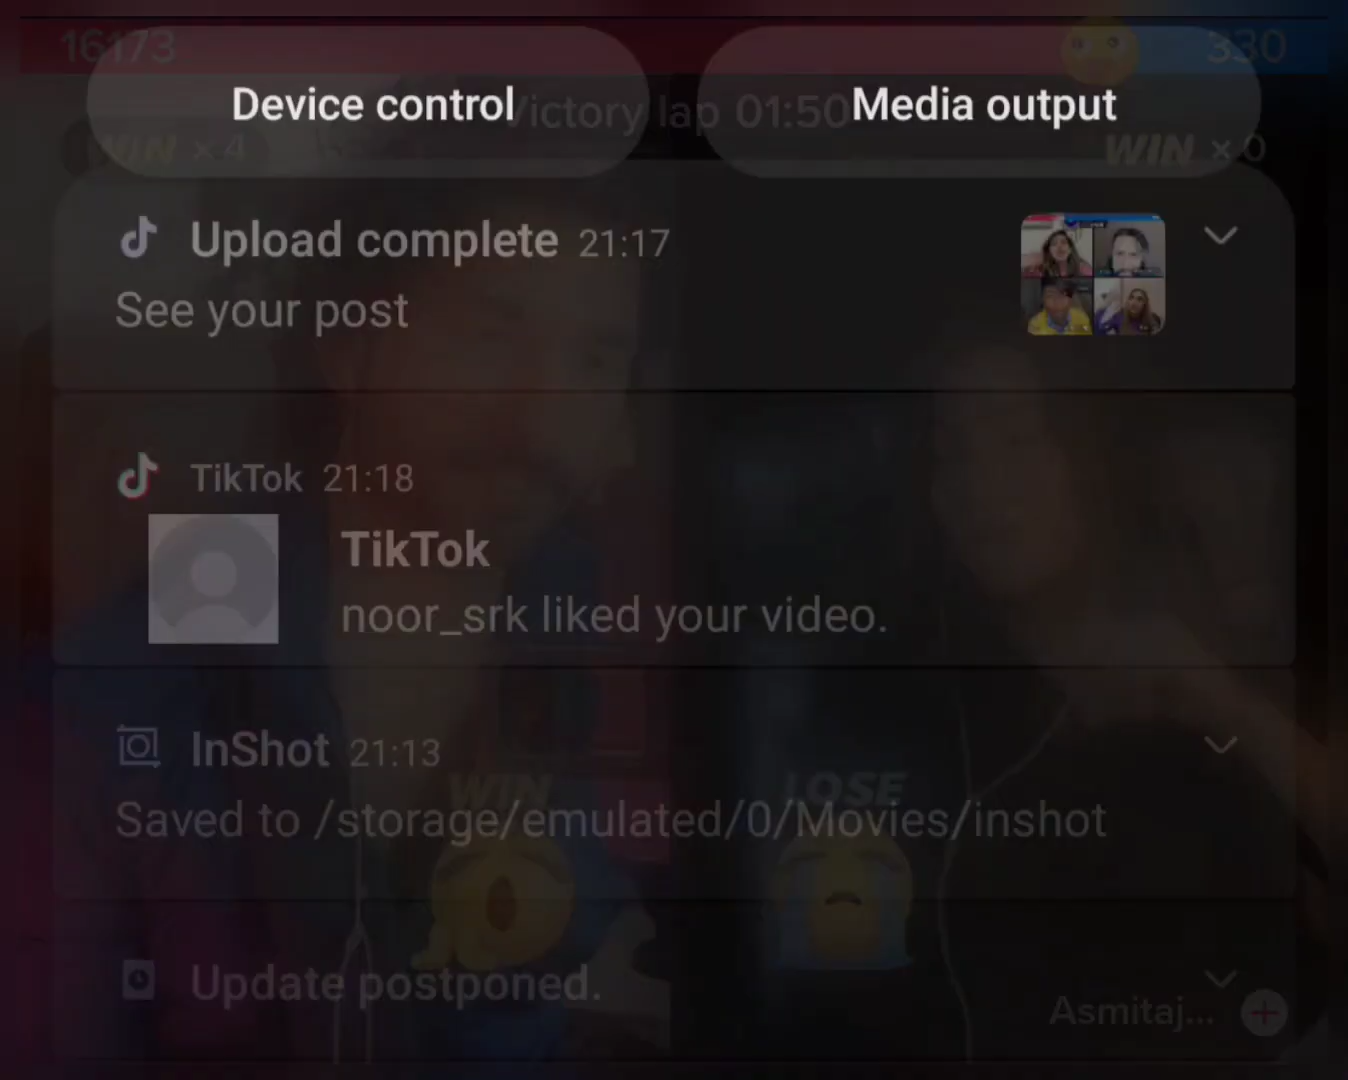 16173
330
Device control
Victory lap 01:50
Media output
WIN ×4
WIN ×0
Upload complete 21:17
See your post
TikTok 21:18
TikTok
noor_srk liked your video.
InShot 21:13
WIN
LOSE
Saved to /storage/emulated/0/Movies/inshot
Update postponed.
Asmitaj...